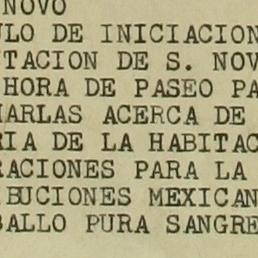 NOVO
ULO DE INICIACION
TACION DE S. NOV
HORA DE PASEO PA
HARLAS ACERCA DE
RIA DE LA HABITAC
RACIONES PARA LA
IBUCIONES MEXICAN
BALLO PURA SANGRE